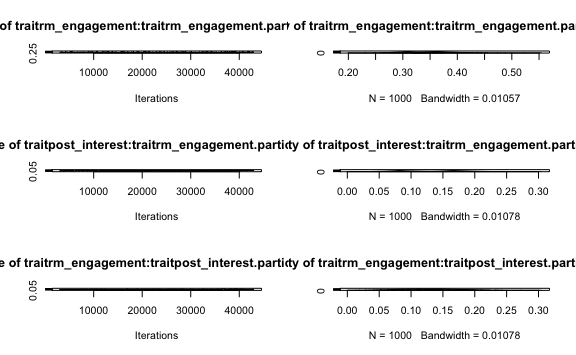 of traitrm_engagement:traitrm_engagement.part of traitrm_engagement:traitrm_engagement.pa
0.25
10000 20000 30000 40000
Iterations
0
0.20 0.30 0.40 0.50
N = 1000 Bandwidth = 0.01057
e of traitpost_interest:traitrm_engagement.partic y of traitpost_interest:traitrm_engagement.part
0.05
10000 20000 30000 40000
Iterations
0
0.00 0.05 0.10 0.15 0.20 0.25 0.30
N = 1000 Bandwidth = 0.01078
e of traitrm_engagement:traitpost_interest.partic y of traitrm_engagement:traitpost_interest.part
0.05
10000 20000 30000 40000
Iterations
0
0.00 0.05 0.10 0.15 0.20 0.25 0.30
N = 1000 Bandwidth = 0.01078